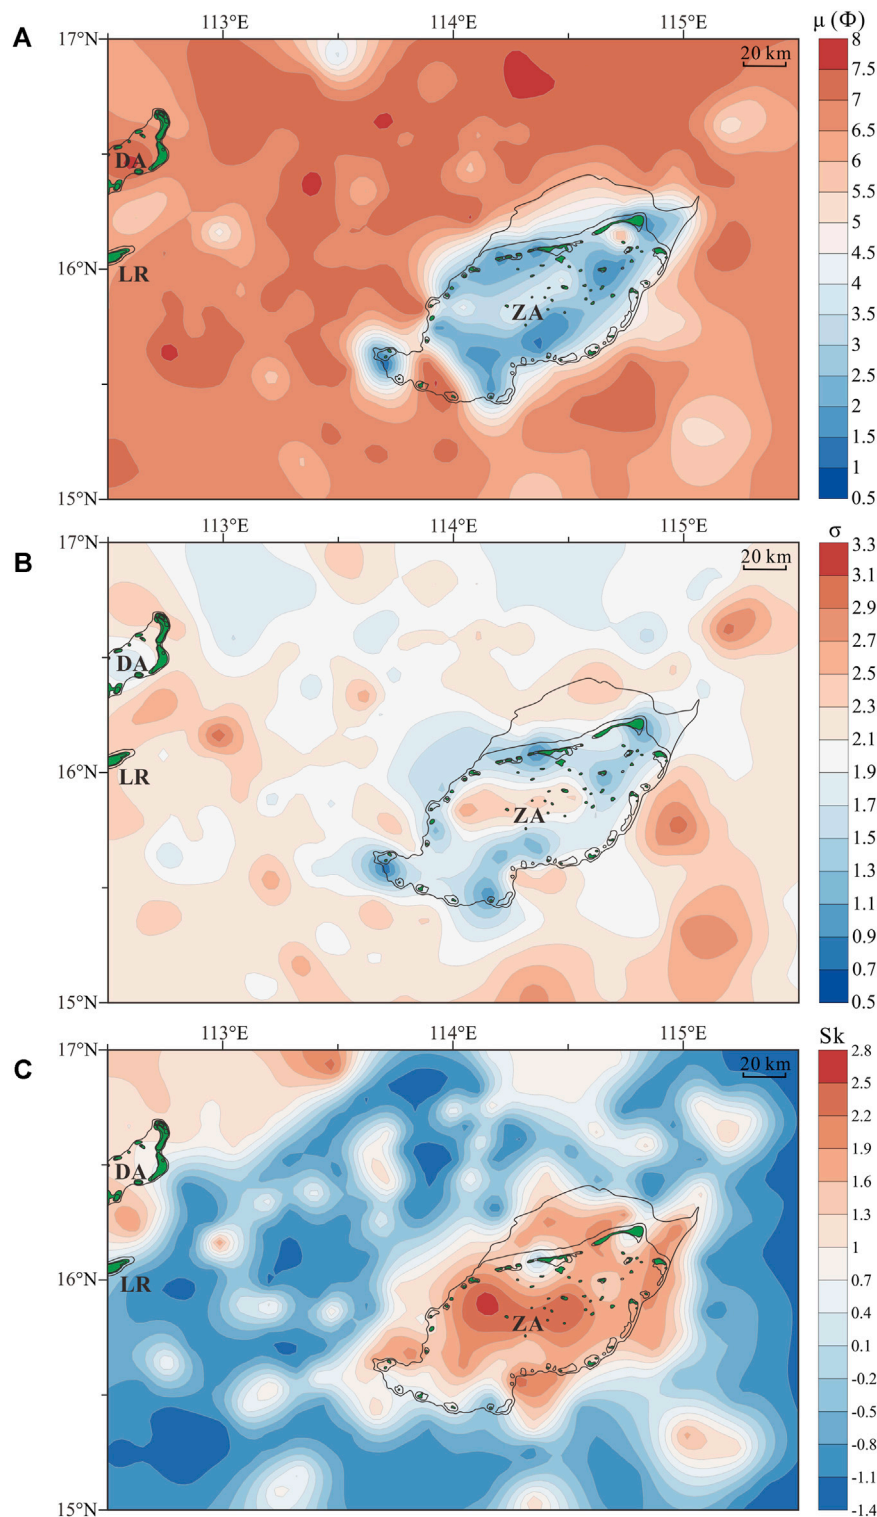 A
113°E
114°E
115°E
μ (Φ)
17°N
20 km
8
7.5
7
6.5
6
5.5
5
4.5
4
3.5
3
2.5
2
1.5
1
0.5
DA
16°N
LR
ZA
15°N
B
113°E
114°E
115°E
σ
17°N
20 km
3.3
3.1
2.9
2.7
2.5
2.3
2.1
1.9
1.7
1.5
1.3
1.1
0.9
0.7
0.5
DA
16°N
LR
ZA
15°N
C
113°E
114°E
115°E
Sk
17°N
20 km
2.8
2.5
2.2
1.9
1.6
1.3
1
0.7
0.4
0.1
-0.2
-0.5
-0.8
-1.1
-1.4
DA
16°N
LR
ZA
15°N